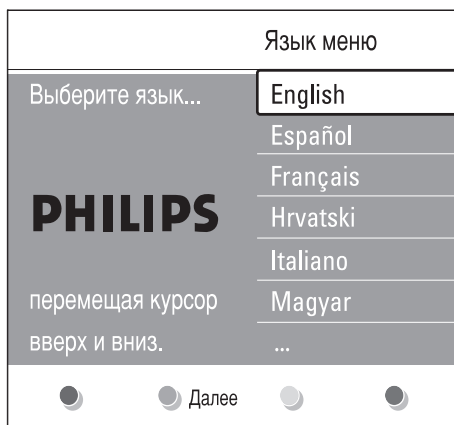 Язык меню
Выберите язык...
PHILIPS
перемещая курсор
вверх и вниз.
English
Español
Français
Hrvatski
Italiano
Magyar
...
Далее